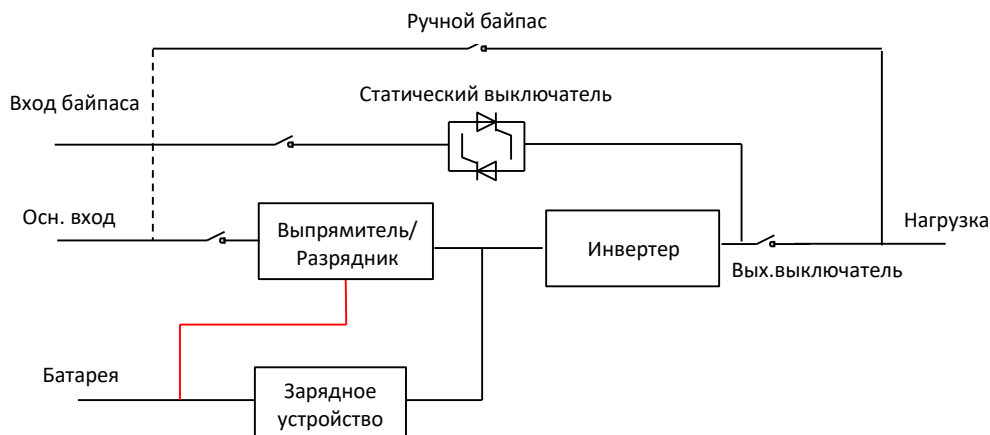 Ручной байпас
Статический выключатель
Вход байпаса
Осн. вход
Выпрямитель/
Разрядник
Инвертер
Нагрузка
Вых.выключатель
Батарея
Зарядное
устройство